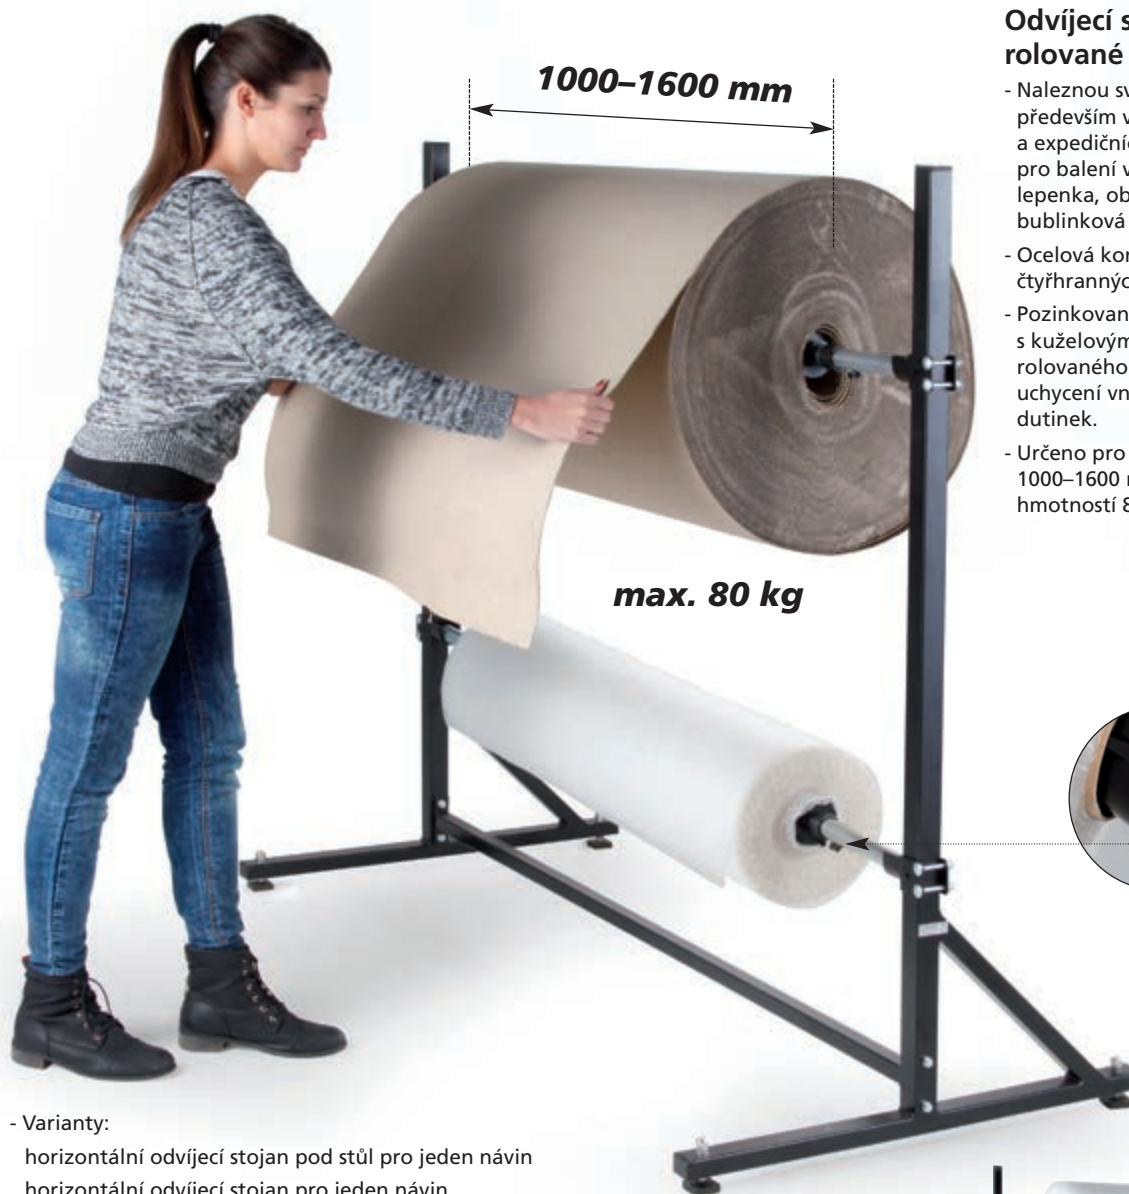 1000–1600 mm
max. 80 kg
Odvíjecí s
rolované
- Naleznou sv
především v
a expediční
pro balení v
lepenka, ob
bublinková
- Ocelová kon
čtyřhrannýc
- Pozinkovan
s kuželovým
rolovaného
uchycení vn
dutinek.
- Určeno pro
1000–1600 
hmotností 8
- Varianty:
horizontální odvíjecí stojan pod stůl pro jeden návin
horizontální odvíjecí stojan pro jeden návin